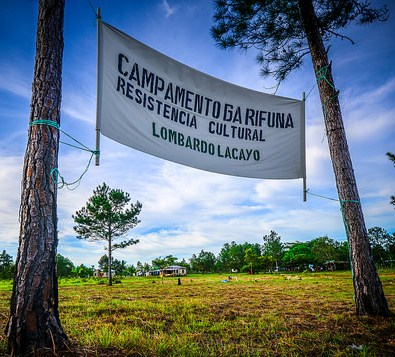 CAMPAMENTO GARIFUNA
RESISTENCIA CULTURAL
LOMBARDO LACAYO